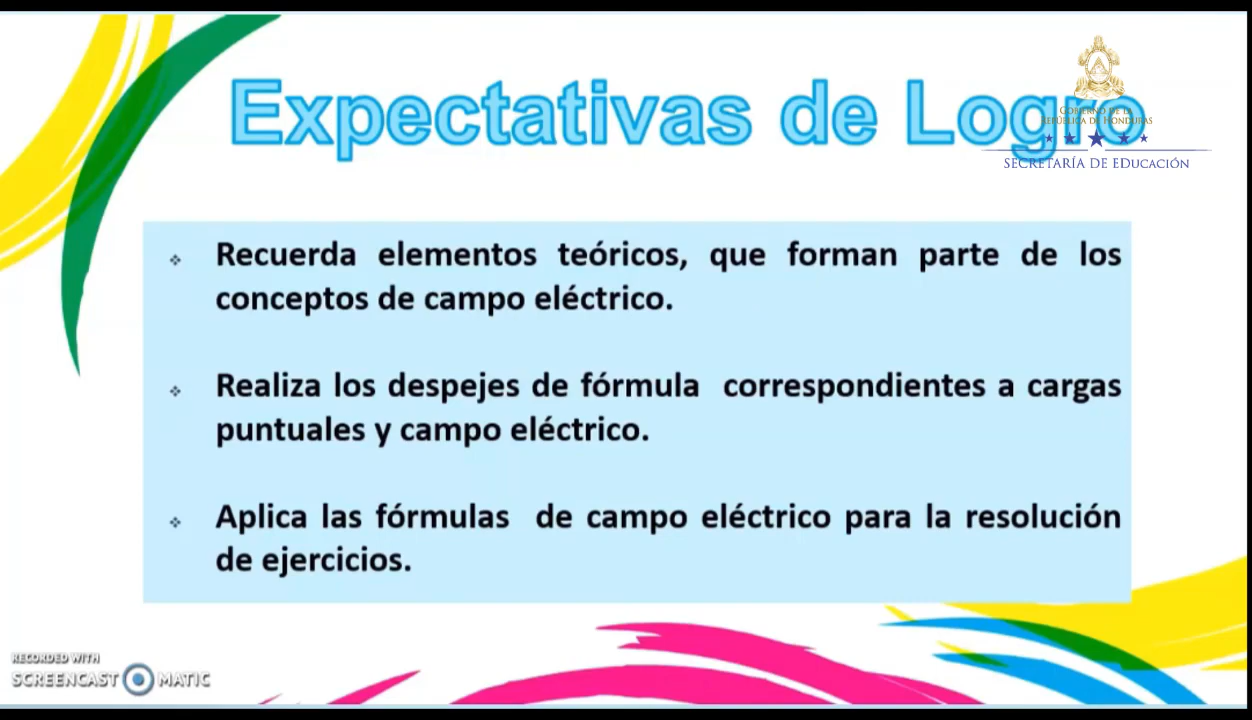 Expectativas de Logro
GOBIERNO DE LA
REPÚBLICA DE HONDURAS
SECRETARÍA DE EDUCACIÓN
Recuerda elementos teóricos, que forman parte de los
conceptos de campo eléctrico.
Realiza los despejes de fórmula correspondientes a cargas
puntuales y campo eléctrico.
Aplica las fórmulas de campo eléctrico para la resolución
de ejercicios.
RECORDED WITH
SCREENCAST MATIC